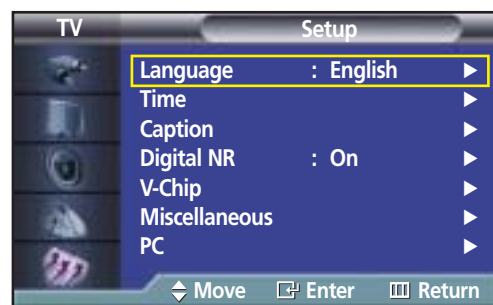 TV Setup
Language : English
Time
Caption
Digital NR : On
V-Chip
Miscellaneous
PC
Move Enter Return